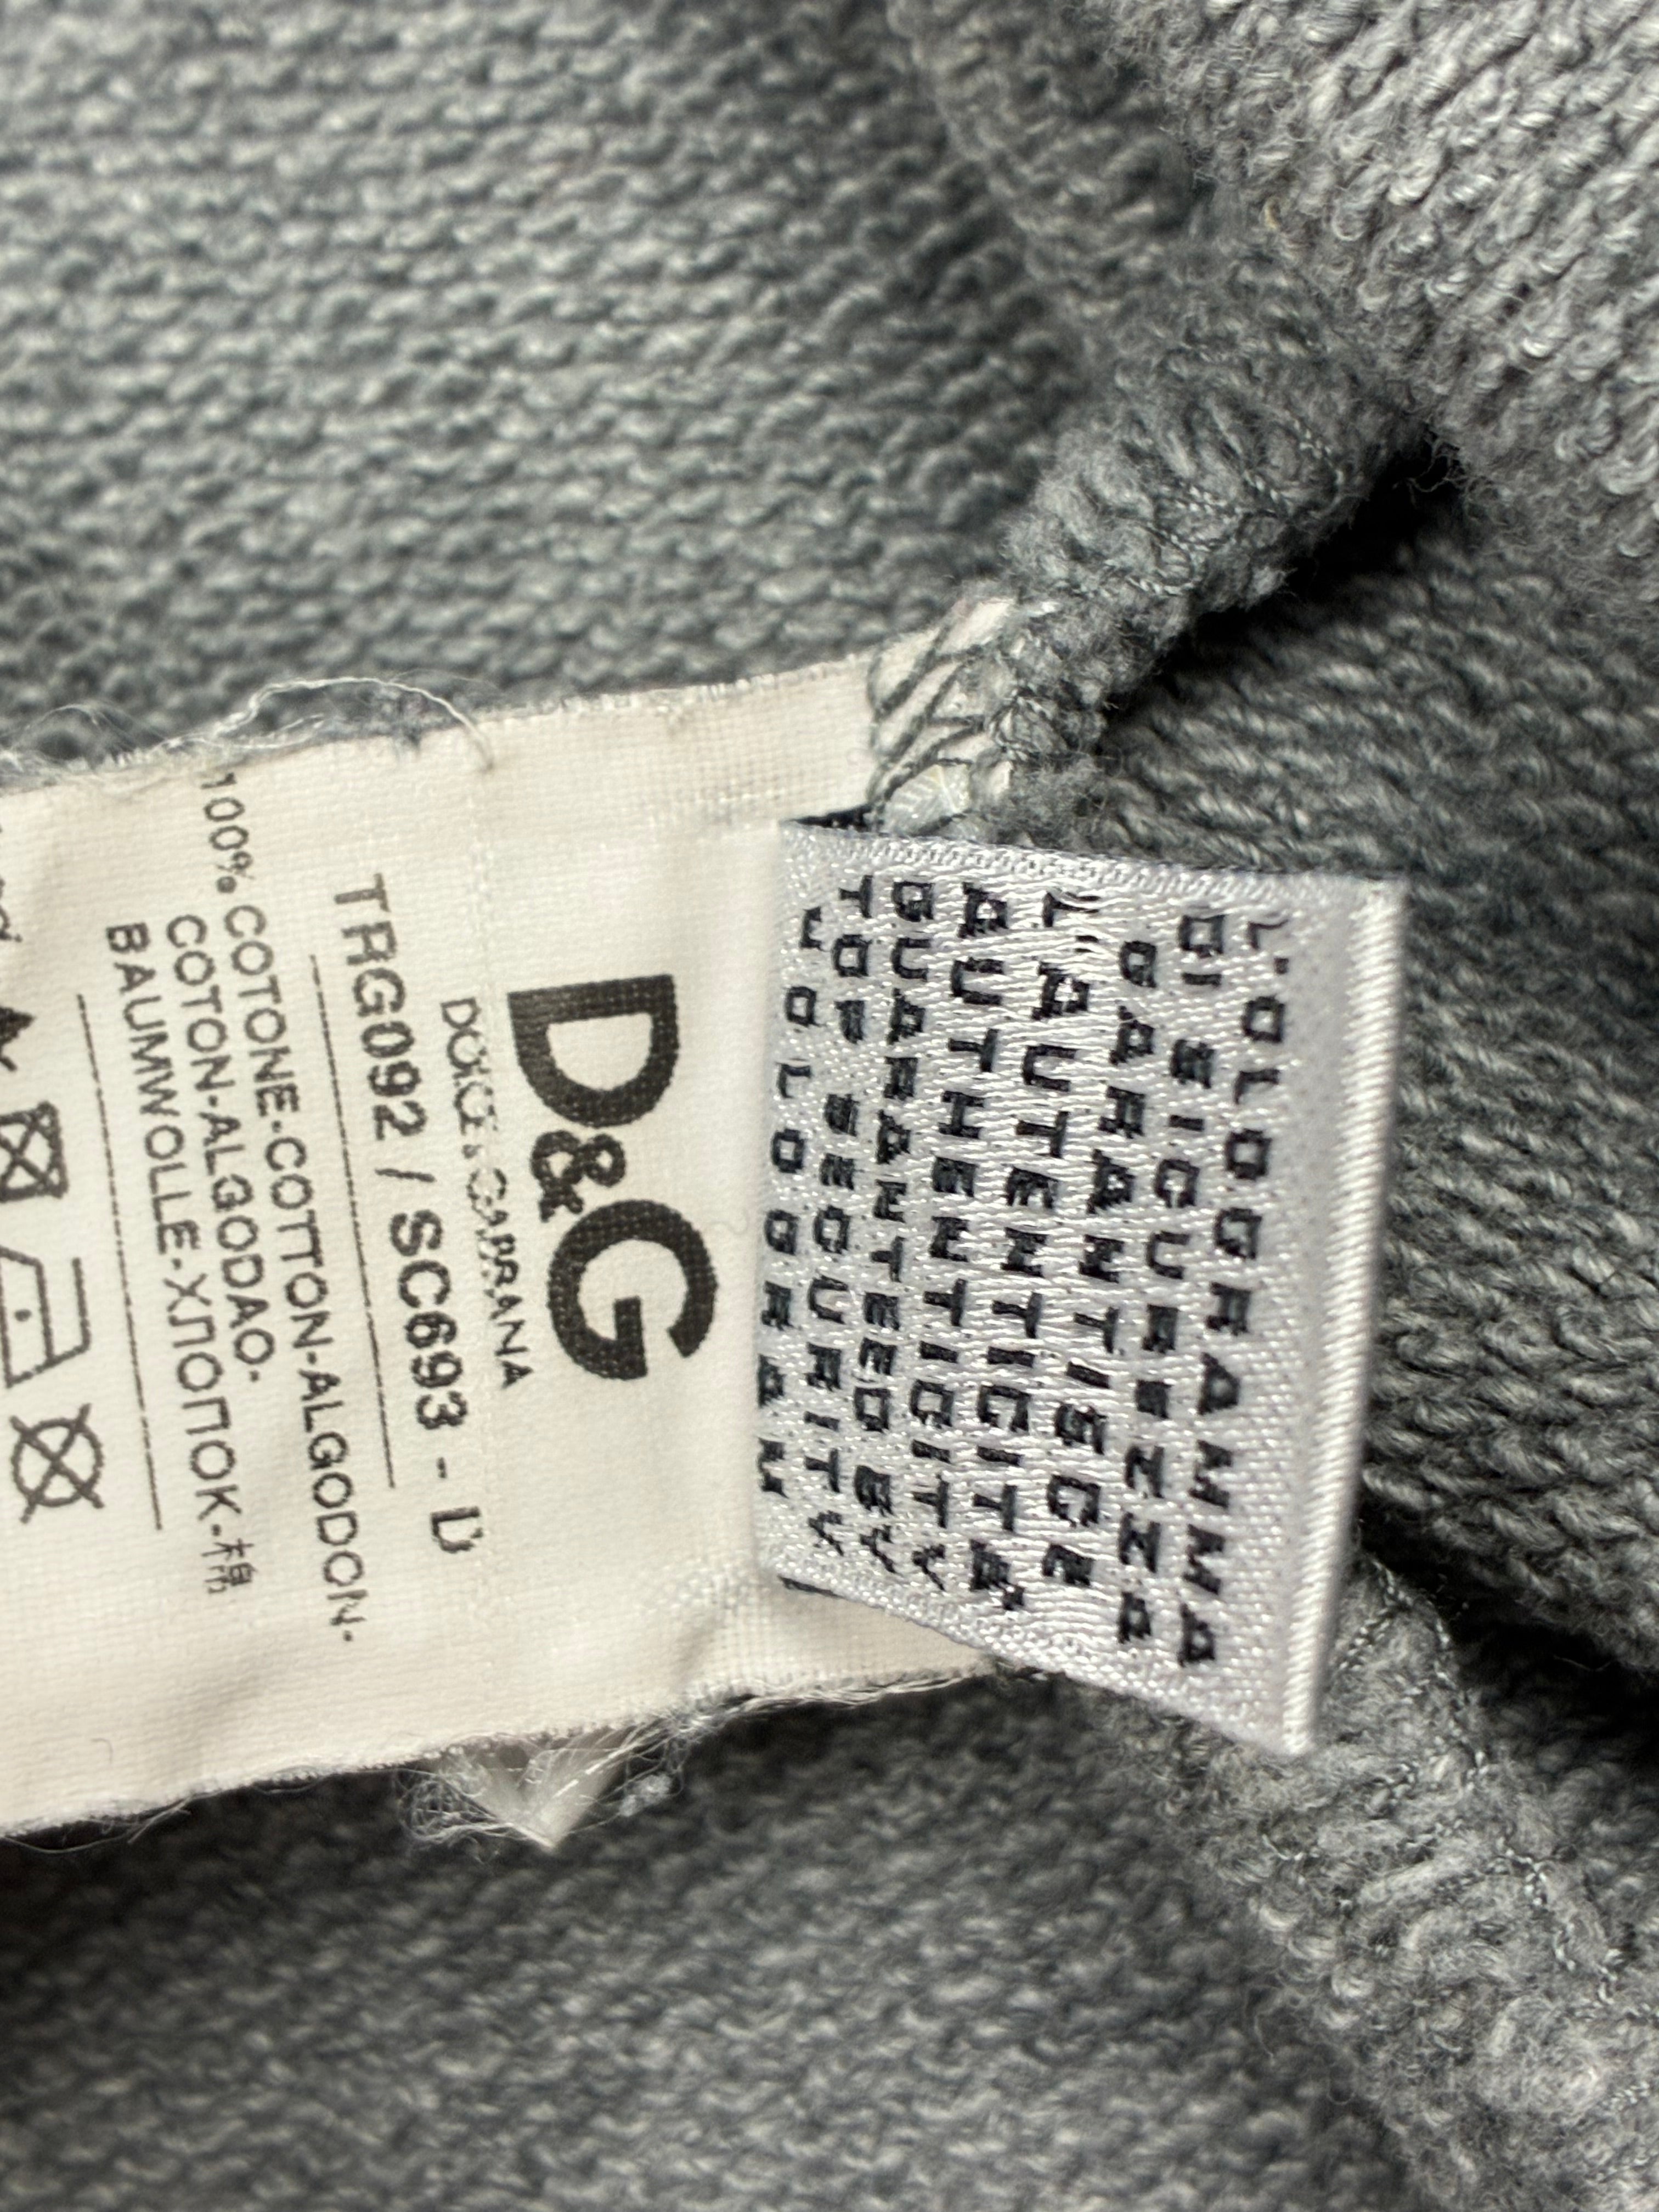 L'OLOGRAMMA
DI SICUREZZA
GARANTISCE
L'AUTENTICITA'
AUTHENTICITY
GUARANTEED BY
TOP SECURITY
HOLOGRAM
D&G
DOLCE & GABBANA
TRG092 / SC693 - D
100% COTONE-COTTON-ALGODON-
COTON-ALGODAO-
BAUMWOLLE-ХЛОПОК-棉